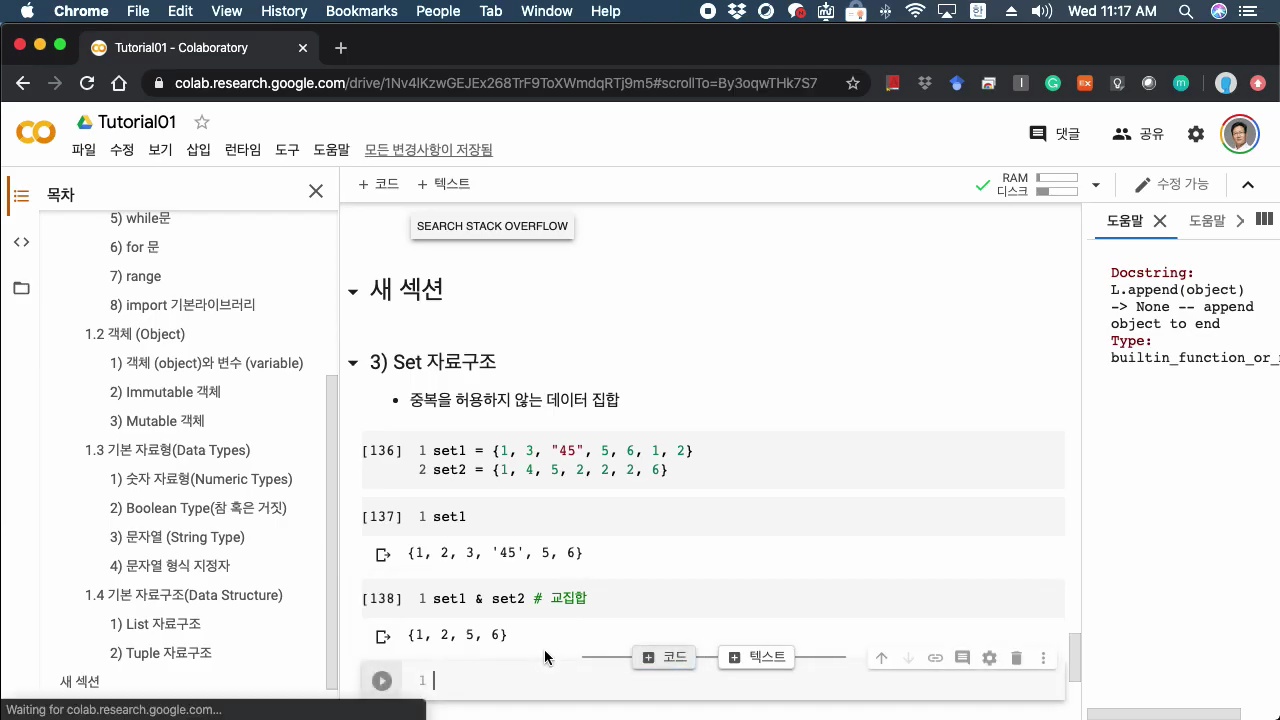 Chrome File Edit View History Bookmarks People Tab Window Help 한 Wed 11:17 AM
Tutorial01 - Colaboratory
colab.research.google.com/drive/1Nv4lKzwGEJEx268TrF9ToXWmdqRTj9m5#scrollTo=By3oqwTHk7S7
Tutorial01
파일 수정 보기 삽입 런타임 도구 도움말 모든 변경사항이 저장됨
댓글 공유
목차
+ 코드 + 텍스트
RAM
디스크
수정 가능
5) while문
6) for 문
7) range
8) import 기본라이브러리
1.2 객체 (Object)
1) 객체 (object)와 변수 (variable)
2) Immutable 객체
3) Mutable 객체
1.3 기본 자료형(Data Types)
1) 숫자 자료형(Numeric Types)
2) Boolean Type(참 혹은 거짓)
3) 문자열 (String Type)
4) 문자열 형식 지정자
1.4 기본 자료구조(Data Structure)
1) List 자료구조
2) Tuple 자료구조
새 섹션
Waiting for colab.research.google.com...
SEARCH STACK OVERFLOW
새 섹션
3) Set 자료구조
• 중복을 허용하지 않는 데이터 집합
[136] 1 set1 = {1, 3, "45", 5, 6, 1, 2}
2 set2 = {1, 4, 5, 2, 2, 2, 6}
[137] 1 set1
{1, 2, 3, '45', 5, 6}
[138] 1 set1 & set2 # 교집합
{1, 2, 5, 6}
코드 텍스트
1
도움말 도움말
Docstring:
L.append(object)
-> None -- append
object to end
Type:
builtin_function_or_